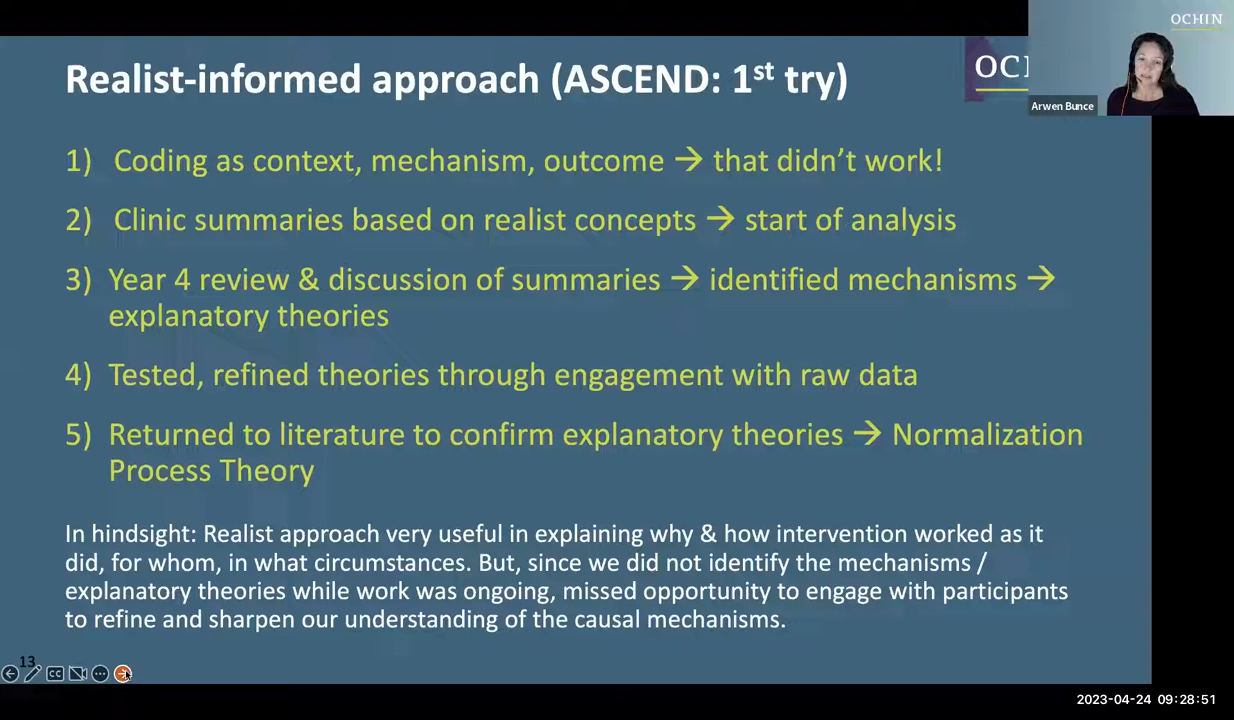 OCHIN
Realist-informed approach (ASCEND: 1st try)
OCI
Arwen Bunce
1) Coding as context, mechanism, outcome → that didn’t work!
2) Clinic summaries based on realist concepts → start of analysis
3) Year 4 review & discussion of summaries → identified mechanisms →
explanatory theories
4) Tested, refined theories through engagement with raw data
5) Returned to literature to confirm explanatory theories → Normalization
Process Theory
In hindsight: Realist approach very useful in explaining why & how intervention worked as it
did, for whom, in what circumstances. But, since we did not identify the mechanisms /
explanatory theories while work was ongoing, missed opportunity to engage with participants
to refine and sharpen our understanding of the causal mechanisms.
13
CC
2023-04-24 09:28:51